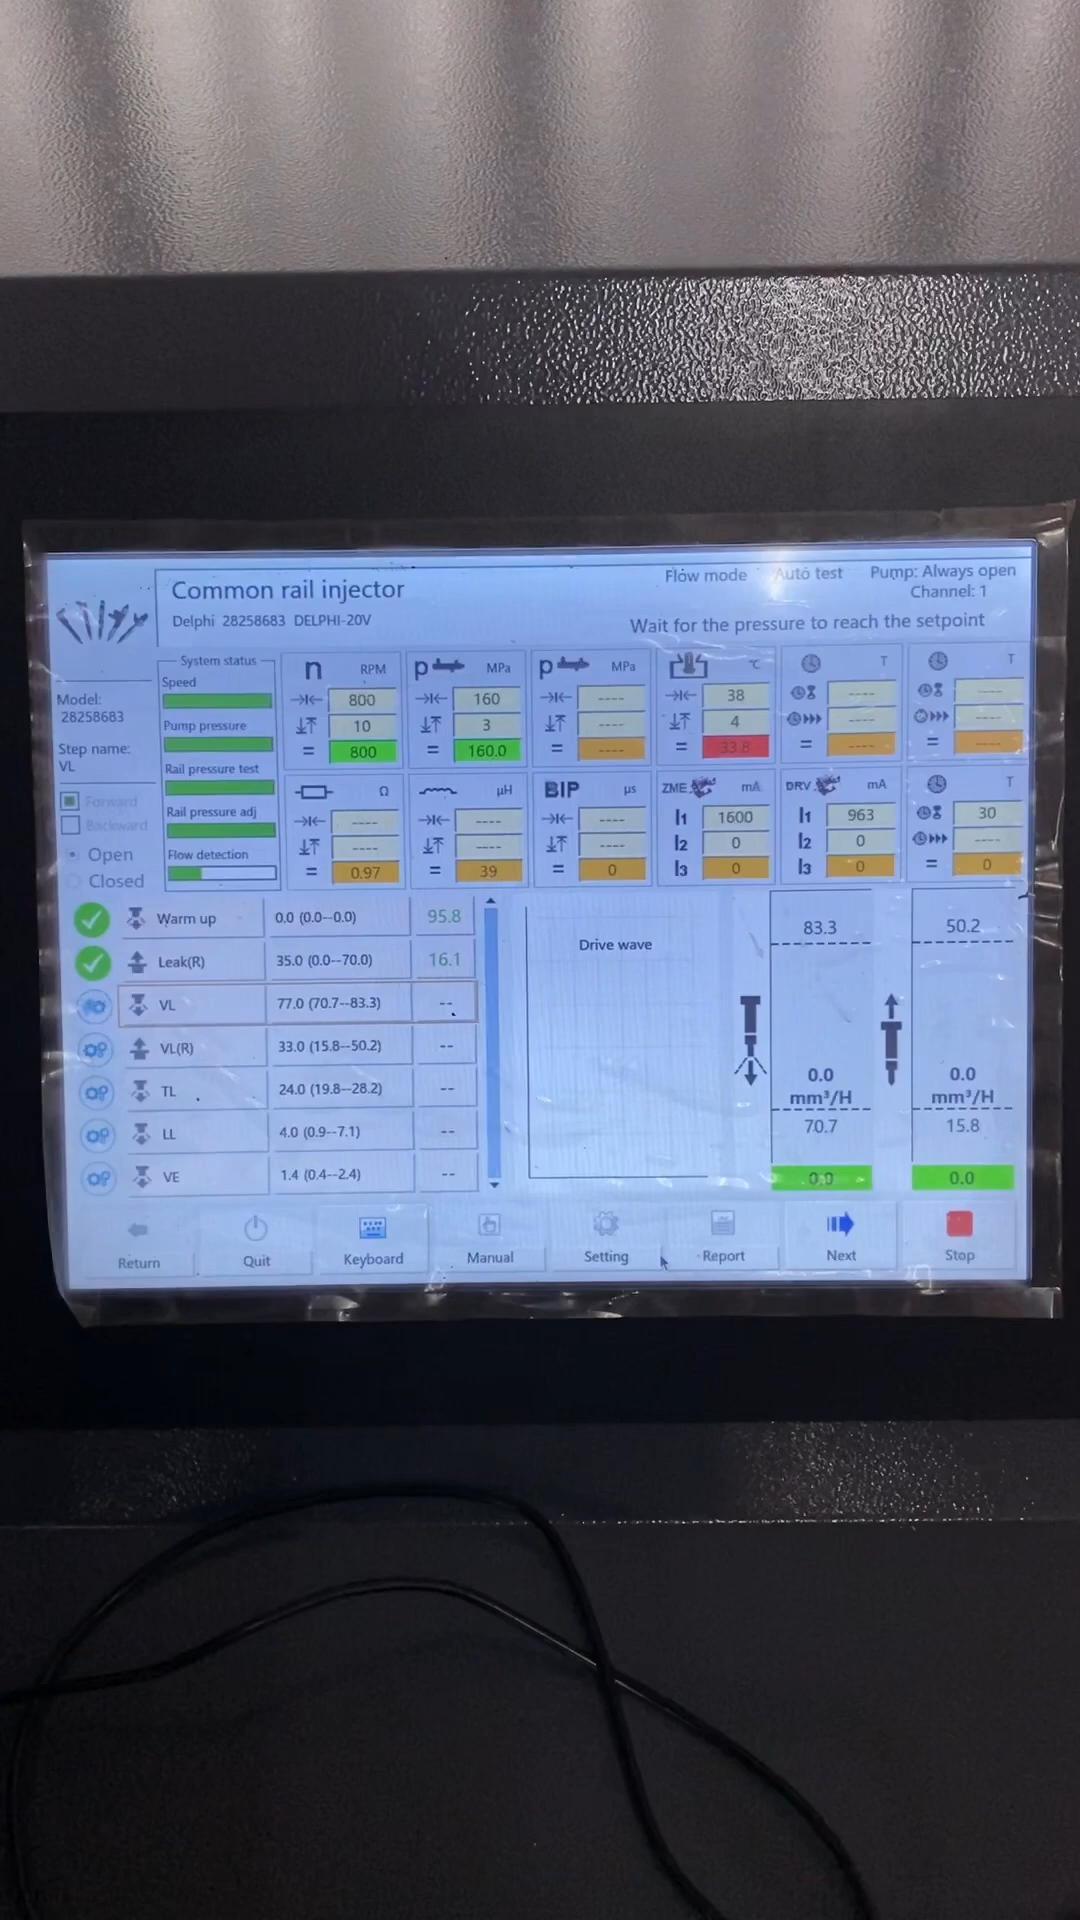 Common rail injector
Delphi 28258683 DELPHI-20V
Flow mode Auto test Pump: Always open
Channel: 1
Wait for the pressure to reach the setpoint
Model:
28258683
Step name:
VL
Forward
Backward
Open
Closed
System status
Speed
Pump pressure
Rail pressure test
Rail pressure adj
Flow detection
n RPM
800
10
= 800
p MPa
160
3
= 160.0
p MPa
----
----
= ----
°C
38
4
= 33.8
T
----
----
= ----
T
----
----
= ----
Ω
----
----
= 0.97
µH
----
----
= 39
BIP µs
----
----
= 0
ZME mA
I1 1600
I2 0
I3 0
DRV mA
I1 963
I2 0
I3 0
T
30
----
= 0
Warm up 0.0 (0.0--0.0) 95.8
Leak(R) 35.0 (0.0--70.0) 16.1
VL 77.0 (70.7--83.3) --
VL(R) 33.0 (15.8--50.2) --
TL 24.0 (19.8--28.2) --
LL 4.0 (0.9--7.1) --
VE 1.4 (0.4--2.4) --
Drive wave
83.3
0.0
mm³/H
70.7
0.0
50.2
0.0
mm³/H
15.8
0.0
Return
Quit
Keyboard
Manual
Setting
Report
Next
Stop